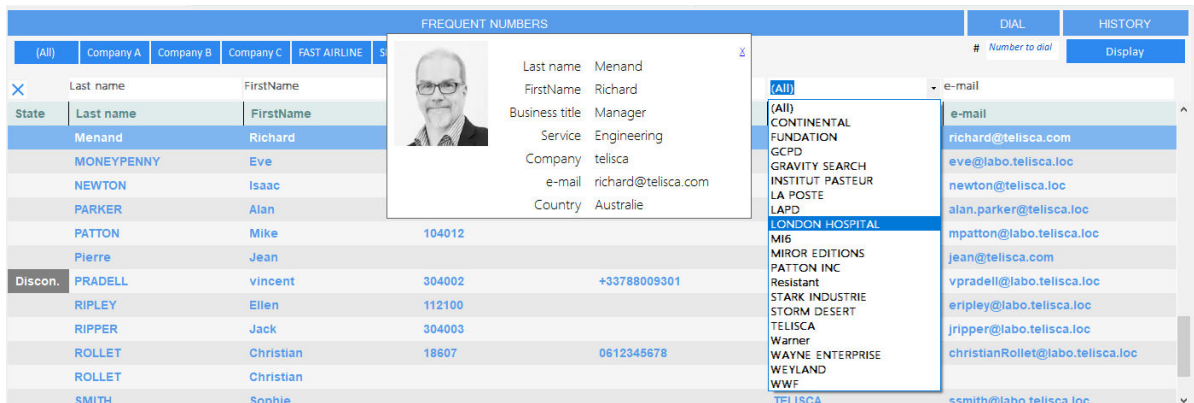 FREQUENT NUMBERS DIAL HISTORY
(All) Company A Company B Company C FAST AIRLINE # Number to dial Display
x
Last name Menand
FirstName Richard
Business title Manager
Service Engineering
Company telisca
e-mail richard@telisca.com
Country Australie
Last name FirstName (All) e-mail
State Last name FirstName e-mail
Menand Richard richard@telisca.com
MONEYPENNY Eve eve@labo.telisca.loc
NEWTON Isaac newton@telisca.loc
PARKER Alan alan.parker@telisca.loc
PATTON Mike 104012 mpatton@labo.telisca.loc
Pierre Jean jean@telisca.com
Discon. PRADELL vincent 304002 +33788009301 vpradell@labo.telisca.loc
RIPLEY Ellen 112100 eripley@labo.telisca.loc
RIPPER Jack 304003 jripper@labo.telisca.loc
ROLLET Christian 18607 0612345678 christianRollet@labo.telisca.loc
ROLLET Christian
SMITH Sophie TELISCA ssmith@labo.telisca.loc
(All)
CONTINENTAL
FUNDATION
GCPD
GRAVITY SEARCH
INSTITUT PASTEUR
LA POSTE
LAPD
LONDON HOSPITAL
MI6
MIROR EDITIONS
PATTON INC
Resistant
STARK INDUSTRIE
STORM DESERT
TELISCA
Warner
WAYNE ENTERPRISE
WEYLAND
WWF